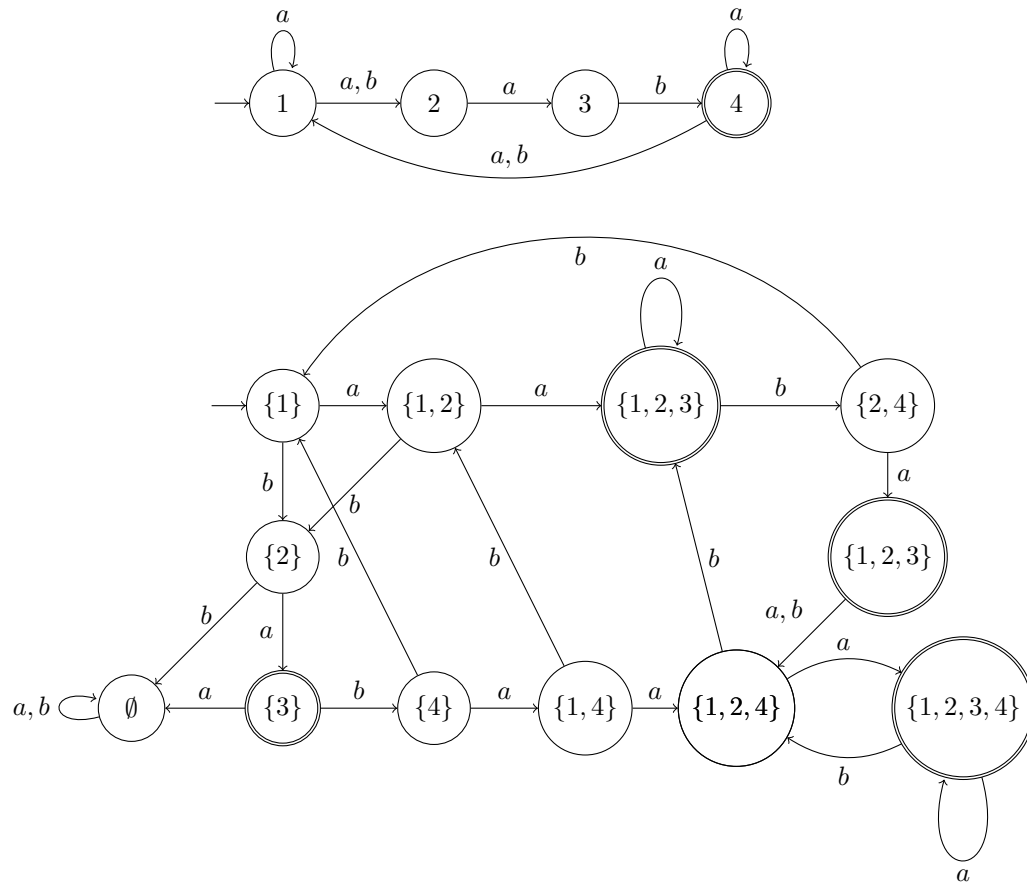 a a
1 a, b 2 a 3 b 4
a, b
b
a
{1} a {1, 2} a {1, 2, 3} b {2, 4}
b b a
{2} b b b {1, 2, 3}
b a a, b a
a, b ∅ a {3} b {4} a {1, 4} a {1, 2, 4} {1, 2, 3, 4}
b
a